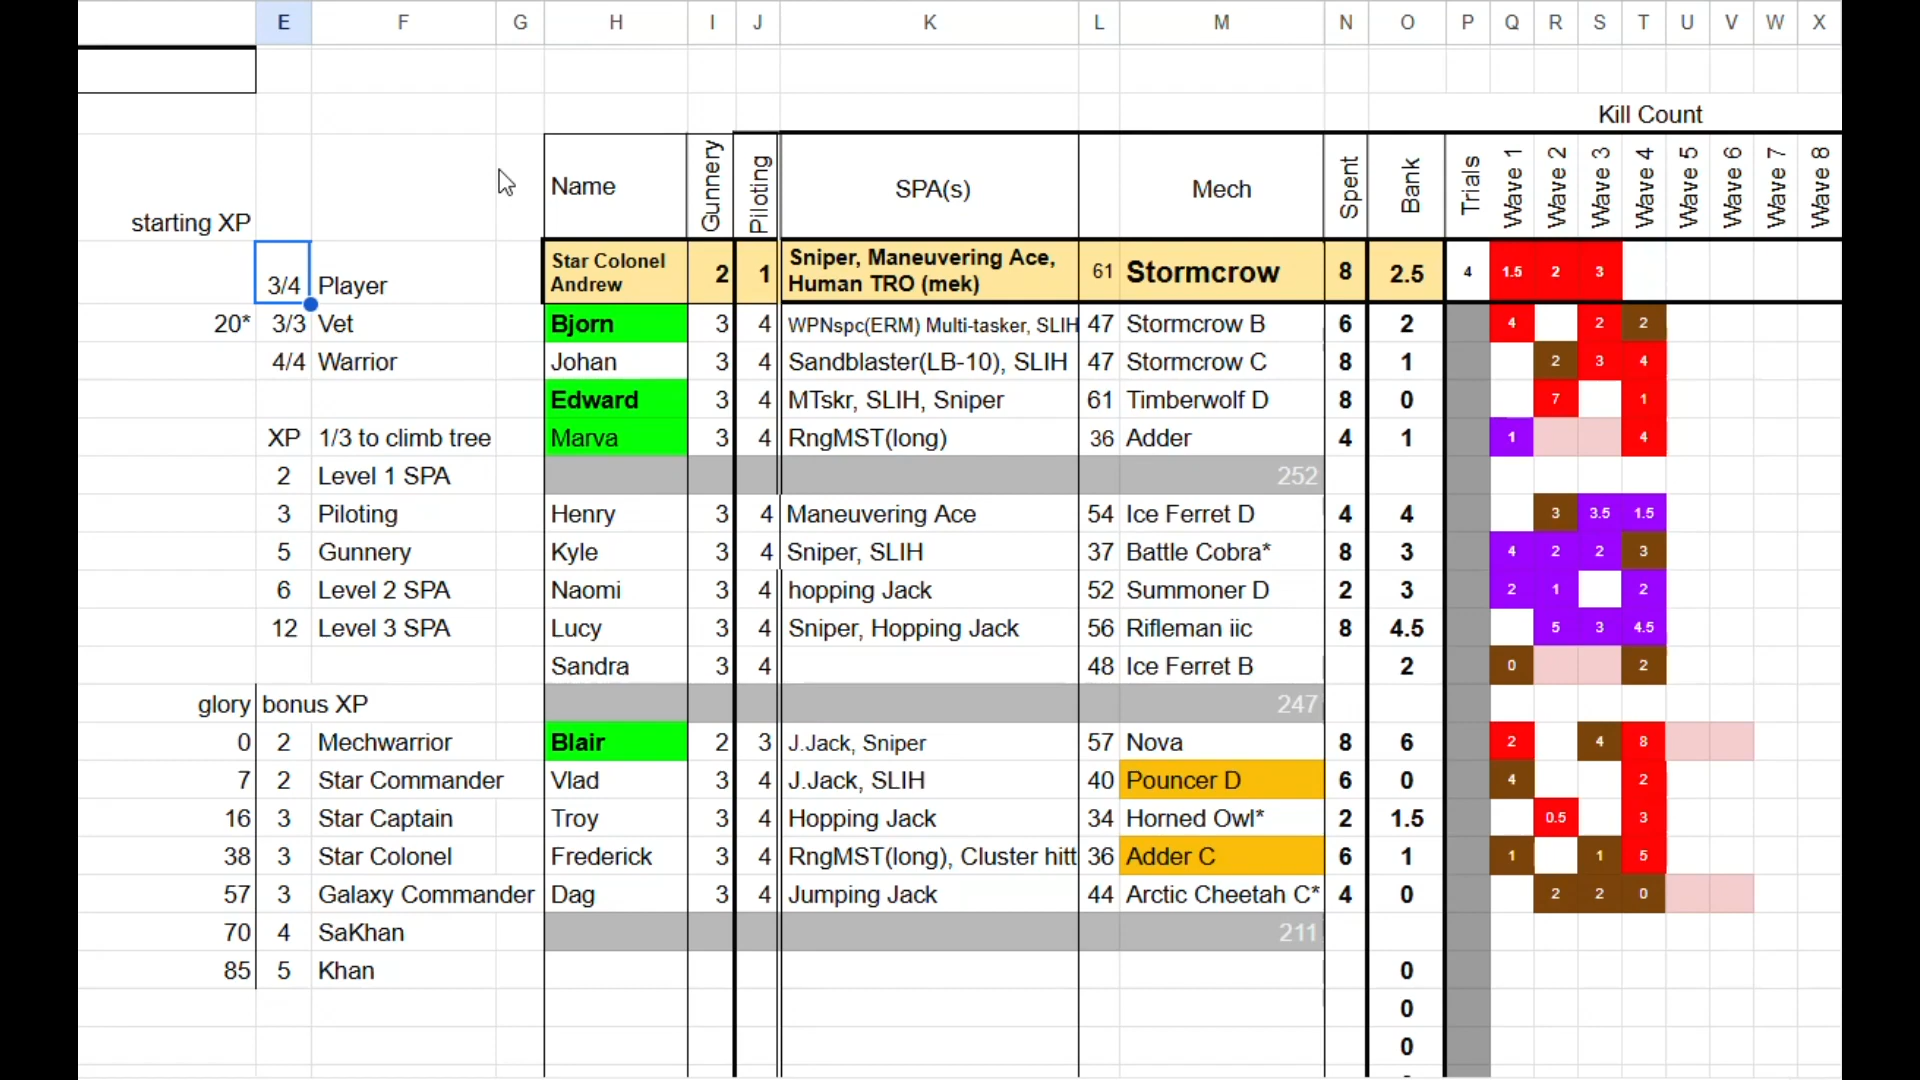 E F G H I J K L M N O P Q R S T U V W X
Kill Count
starting XP Name Gunnery Piloting SPA(s) Mech Spent Bank Trials Wave 1 Wave 2 Wave 3 Wave 4 Wave 5 Wave 6 Wave 7 Wave 8
3/4 Player Star Colonel Andrew 2 1 Sniper, Maneuvering Ace, Human TRO (mek) 61 Stormcrow 8 2.5 4 1.5 2 3
20* 3/3 Vet Bjorn 3 4 WPNspc(ERM) Multi-tasker, SLIH 47 Stormcrow B 6 2 4 2 2
4/4 Warrior Johan 3 4 Sandblaster(LB-10), SLIH 47 Stormcrow C 8 1 2 3 4
Edward 3 4 MTskr, SLIH, Sniper 61 Timberwolf D 8 0 7 1
XP 1/3 to climb tree Marva 3 4 RngMST(long) 36 Adder 4 1 1 4
2 Level 1 SPA 252
3 Piloting Henry 3 4 Maneuvering Ace 54 Ice Ferret D 4 4 3 3.5 1.5
5 Gunnery Kyle 3 4 Sniper, SLIH 37 Battle Cobra* 8 3 4 2 2 3
6 Level 2 SPA Naomi 3 4 hopping Jack 52 Summoner D 2 3 2 1 2
12 Level 3 SPA Lucy 3 4 Sniper, Hopping Jack 56 Rifleman iic 8 4.5 5 3 4.5
Sandra 3 4 48 Ice Ferret B 2 0 2
glory bonus XP 247
0 2 Mechwarrior Blair 2 3 J.Jack, Sniper 57 Nova 8 6 2 4 8
7 2 Star Commander Vlad 3 4 J.Jack, SLIH 40 Pouncer D 6 0 4 2
16 3 Star Captain Troy 3 4 Hopping Jack 34 Horned Owl* 2 1.5 0.5 3
38 3 Star Colonel Frederick 3 4 RngMST(long), Cluster hitt 36 Adder C 6 1 1 1 5
57 3 Galaxy Commander Dag 3 4 Jumping Jack 44 Arctic Cheetah C* 4 0 2 2 0
70 4 SaKhan 211
85 5 Khan 0
0
0